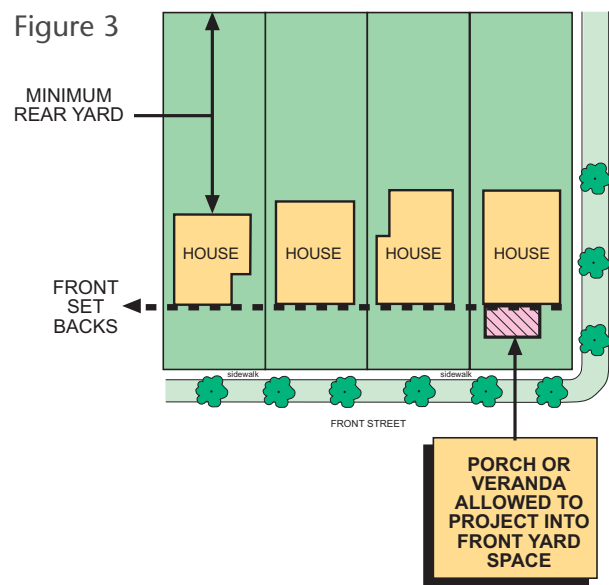 Figure 3
MINIMUM
REAR YARD
HOUSE
HOUSE
HOUSE
HOUSE
FRONT
SET
BACKS
sidewalk
sidewalk
FRONT STREET
PORCH OR
VERANDA
ALLOWED TO
PROJECT INTO
FRONT YARD
SPACE